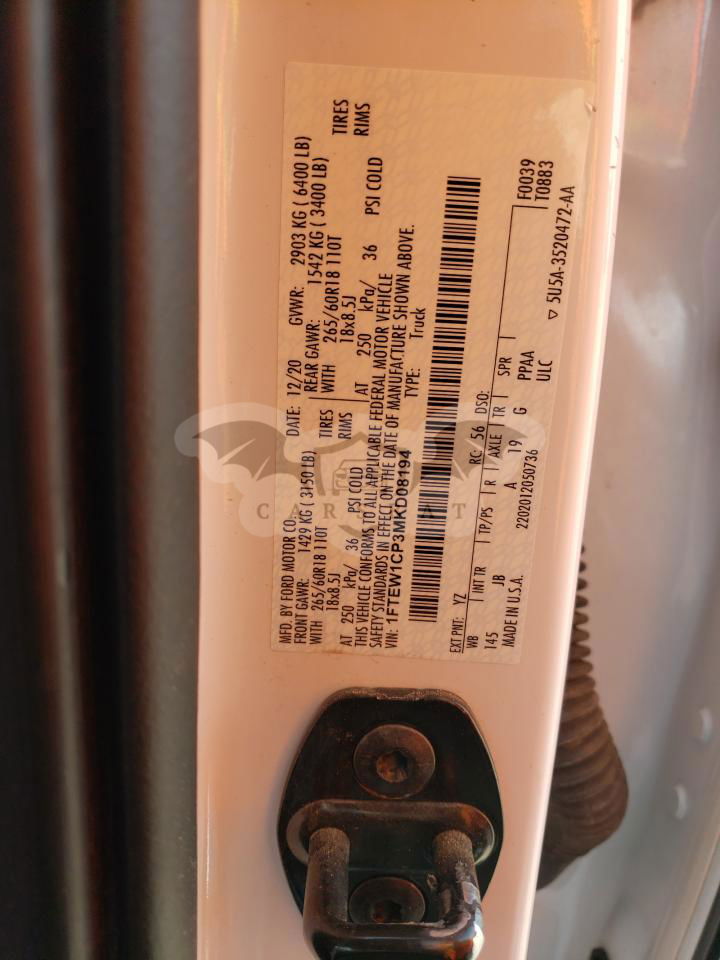 MFD. BY FORD MOTOR CO.
DATE: 12/20 GVWR: 2903 KG ( 6400 LB)
FRONT GAWR: 1429 KG ( 3150 LB) REAR GAWR: 1542 KG ( 3400 LB)
WITH 265/60R18 110T TIRES WITH 265/60R18 110T TIRES
18x8.5J RIMS 18x8.5J RIMS
AT 250 kPa/ 36 PSI COLD AT 250 kPa/ 36 PSI COLD
THIS VEHICLE CONFORMS TO ALL APPLICABLE FEDERAL MOTOR VEHICLE
SAFETY STANDARDS IN EFFECT ON THE DATE OF MANUFACTURE SHOWN ABOVE.
VIN: 1FTEW1CP3MKD08194 TYPE: Truck
EXT PNT: YZ RC: 56 DSO: F0039
WB INT TR TP/PS R AXLE TR SPR T0883
145 JB A 19 G PPAA
MADE IN U.S.A. 2202012050736 ULC
▽ 5U5A-3520472-AA